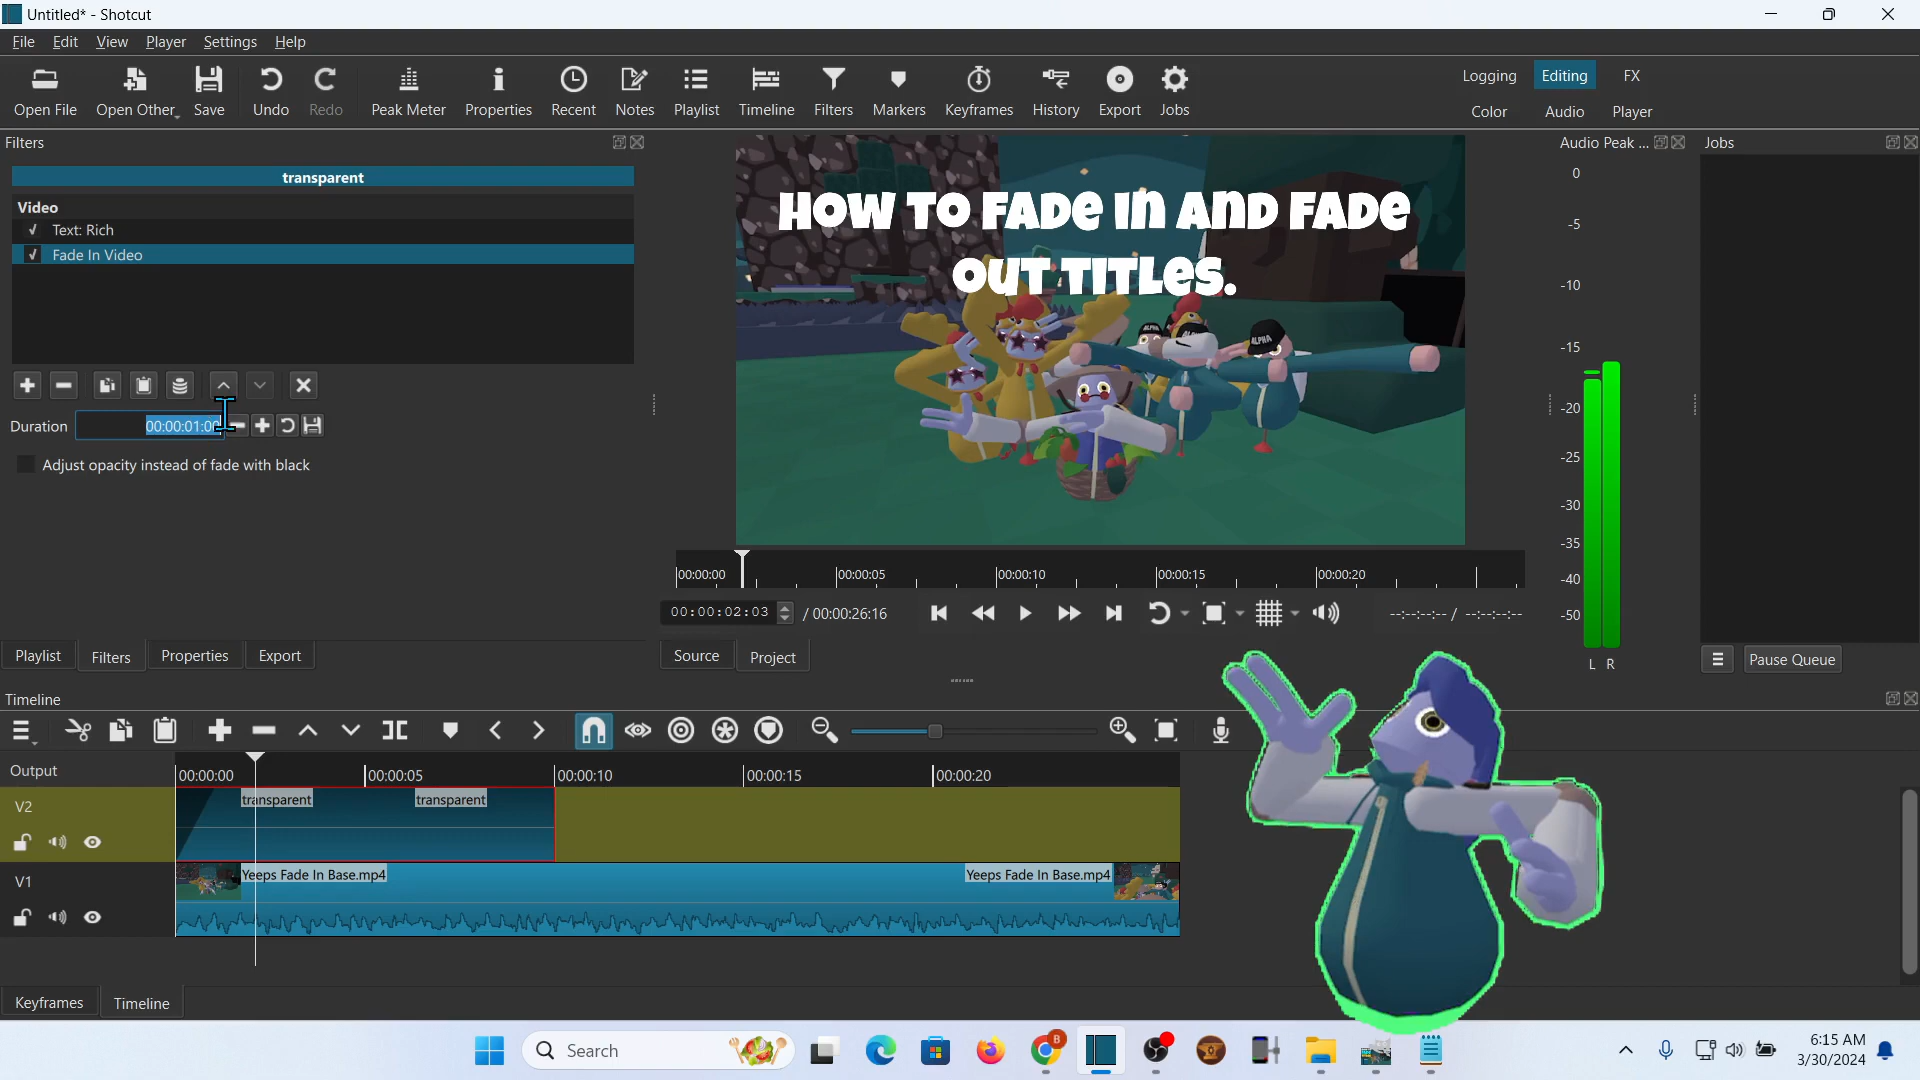 Untitled* - Shotcut
File Edit View Player Settings Help
Open File Open Other Save Undo Redo Peak Meter Properties Recent Notes Playlist Timeline Filters Markers Keyframes History Export Jobs
Logging Editing FX
Color Audio Player
Filters
transparent
Video
Text: Rich
Fade In Video
Duration 00:00:01:00
Adjust opacity instead of fade with black
HOW TO FADE IN AND FADE
OUT TITLES.
ALPHA
ALPHA
00:00:00 00:00:05 00:00:10 00:00:15 00:00:20
00:00:02:03 / 00:00:26:16 --:--:--:-- / --:--:--:--
Audio Peak ...
0
-5
-10
-15
-20
-25
-30
-35
-40
-50
L R
Jobs
Pause Queue
Playlist Filters Properties Export
Source Project
Timeline
Output
00:00:00 00:00:05 00:00:10 00:00:15 00:00:20
V2
transparent transparent
V1
Yeeps Fade In Base.mp4 Yeeps Fade In Base.mp4
Keyframes Timeline
Search
B
6:15 AM
3/30/2024